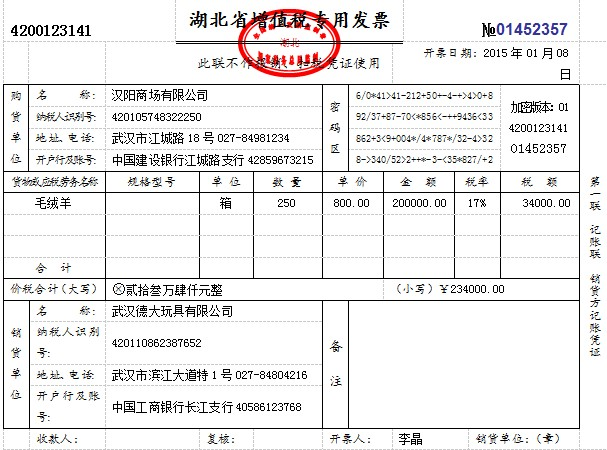 4200123141
湖北省增值税专用发票
№01452357
湖北
此联不作报销、扣税凭证使用
开票日期：2015年01月08日
购货单位
名 称：汉阳商场有限公司
纳税人识别号：420105748322250
地址、电话：武汉市江城路18号 027-84981234
开户行及账号：中国建设银行江城路支行 42859673215
密码区
6/0*41>41-212+50+-4-+>4>0+8
92/37+87-70<*856<-++9436<33
862+3<9+004*/4*787*/32-4>32
8->340/52>2++*-3-<35*827/+2
加密版本：01
4200123141
01452357
货物或应税劳务名称 规格型号 单 位 数 量 单 价 金 额 税率 税 额
毛绒羊 箱 250 800.00 200000.00 17% 34000.00
合 计
价税合计（大写） ⊗贰拾叁万肆仟元整 （小写）￥234000.00
销货单位
名 称：武汉德大玩具有限公司
纳税人识别号：420110862387652
地址、电话：武汉市滨江大道特1号 027-84804216
开户行及账号：中国工商银行长江支行 40586123768
备注
收款人： 复核： 开票人： 李晶 销货单位：（章）
第一联 记账联 销货方记账凭证